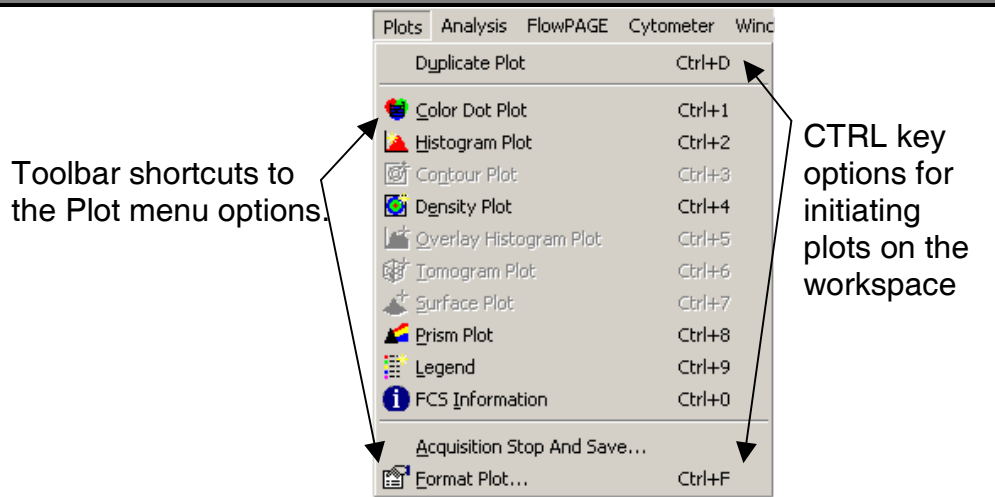 Plots Analysis FlowPAGE Cytometer Winc
Duplicate Plot Ctrl+D
Color Dot Plot Ctrl+1
Histogram Plot Ctrl+2
Contour Plot Ctrl+3
Density Plot Ctrl+4
Overlay Histogram Plot Ctrl+5
Tomogram Plot Ctrl+6
Surface Plot Ctrl+7
Prism Plot Ctrl+8
Legend Ctrl+9
FCS Information Ctrl+0
Acquisition Stop And Save...
Format Plot... Ctrl+F
Toolbar shortcuts to
the Plot menu options.
CTRL key
options for
initiating
plots on the
workspace